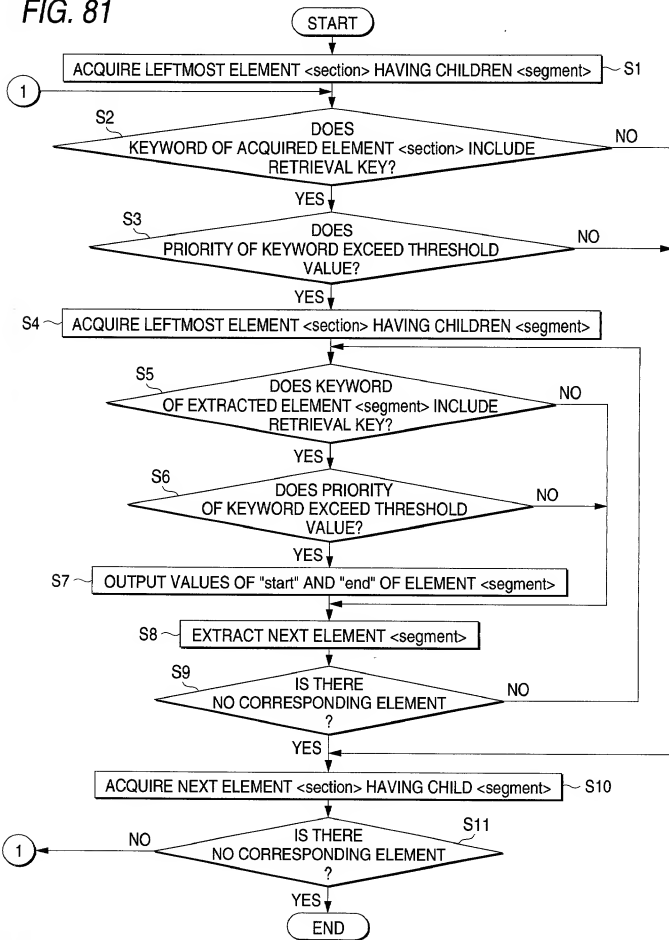 FIG. 81
START
ACQUIRE LEFTMOST ELEMENT <section> HAVING CHILDREN <segment>
S1
1
S2
DOES
KEYWORD OF ACQUIRED ELEMENT <section> INCLUDE
RETRIEVAL KEY?
NO
YES
S3
DOES
PRIORITY OF KEYWORD EXCEED THRESHOLD
VALUE?
NO
YES
S4
ACQUIRE LEFTMOST ELEMENT <section> HAVING CHILDREN <segment>
S5
DOES KEYWORD
OF EXTRACTED ELEMENT <segment> INCLUDE
RETRIEVAL KEY?
NO
YES
S6
DOES PRIORITY
OF KEYWORD EXCEED THRESHOLD
VALUE?
NO
YES
S7
OUTPUT VALUES OF "start" AND "end" OF ELEMENT <segment>
S8
EXTRACT NEXT ELEMENT <segment>
S9
IS THERE
NO CORRESPONDING ELEMENT
?
NO
YES
ACQUIRE NEXT ELEMENT <section> HAVING CHILD <segment>
S10
S11
IS THERE
NO CORRESPONDING ELEMENT
?
NO
1
YES
END